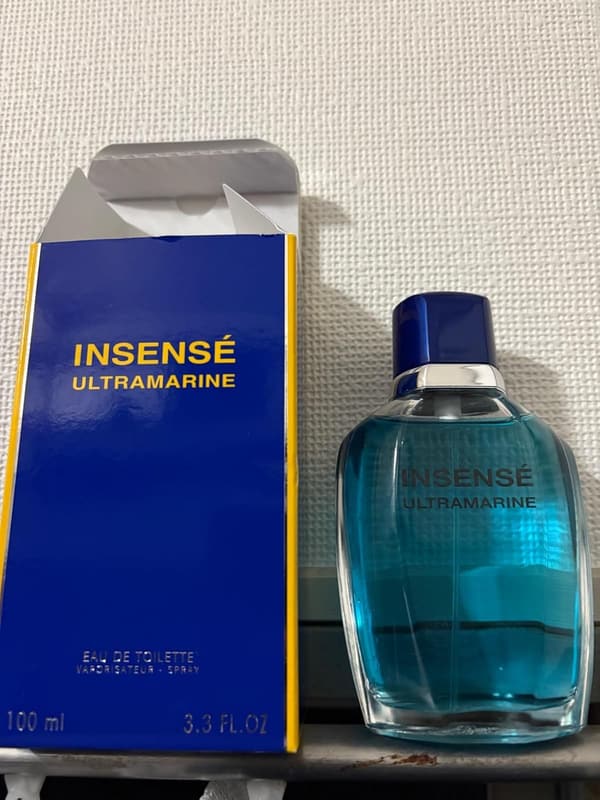 INSENSÉ
ULTRAMARINE
EAU DE TOILETTE
VAPORISATEUR - SPRAY
100 ml 3.3 FL.OZ
INSENSÉ
ULTRAMARINE